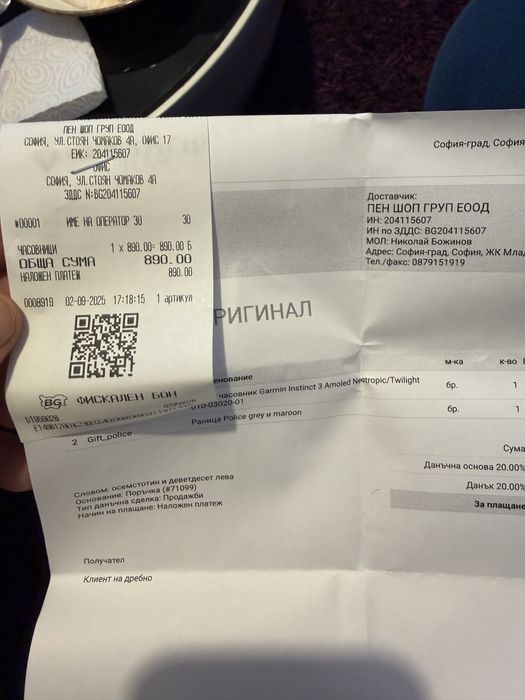 ПЕН ШОП ГРУП ЕООД
СОФИЯ, УЛ.СТОЯН ЧОМАКОВ 4А, ОФИС 17
ЕИК: 204115607
ОФИС
СОФИЯ, УЛ.СТОЯН ЧОМАКОВ 4А
ЗДДС N:BG204115607
#0001 ИМЕ НА ОПЕРАТОР 30 30
ЧАСОВНИЦИ 1 x 890.00= 890.00 Б
ОБЩА СУМА 890.00
НАЛОЖЕН ПЛАТЕЖ 890.00
0008919 02-09-2025 17:18:15 1 артикул
BG ФИСКАЛЕН БОН
София-град, София
Доставчик:
ПЕН ШОП ГРУП ЕООД
ИН: 204115607
ИН по ЗДДС: BG204115607
МОЛ: Николай Божинов
Адрес: София-град, София, ЖК Млад
Тел./факс: 0879151919
РИГИНАЛ
енование м-ка к-во
часовник Garmin Instinct 3 Amoled Neotropic/Twilight бр. 1
010-03020-01
2 Gift_police Раница Police grey и maroon бр. 1
Сума
Данъчна основа 20.00%
Данък 20.00%
За плащане
Словом: осемстотин и деветдесет лева
Основание: Поръчка (#71099)
Тип данъчна сделка: Продажби
Начин на плащане: Наложен платеж
Получател
Клиент на дребно